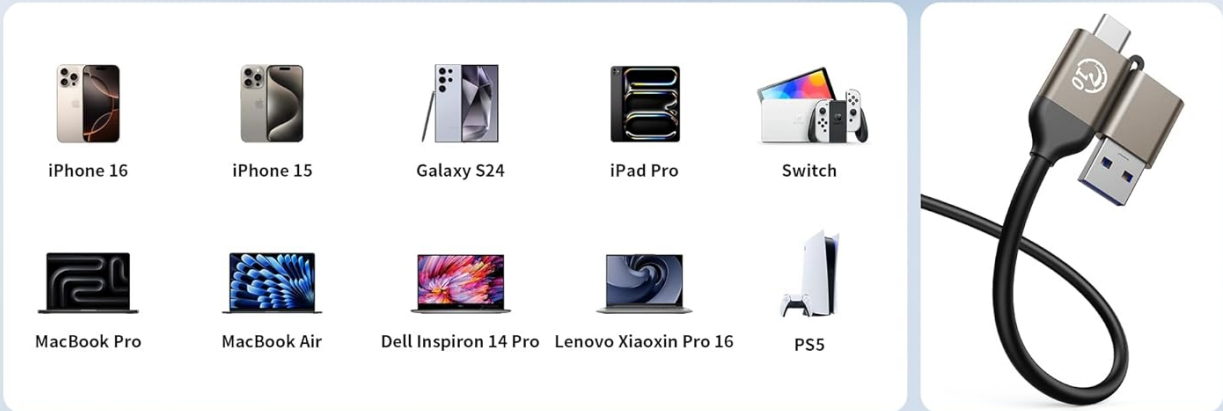 iPhone 16
iPhone 15
Galaxy S24
iPad Pro
Switch
MacBook Pro
MacBook Air
Dell Inspiron 14 Pro
Lenovo Xiaoxin Pro 16
PS5